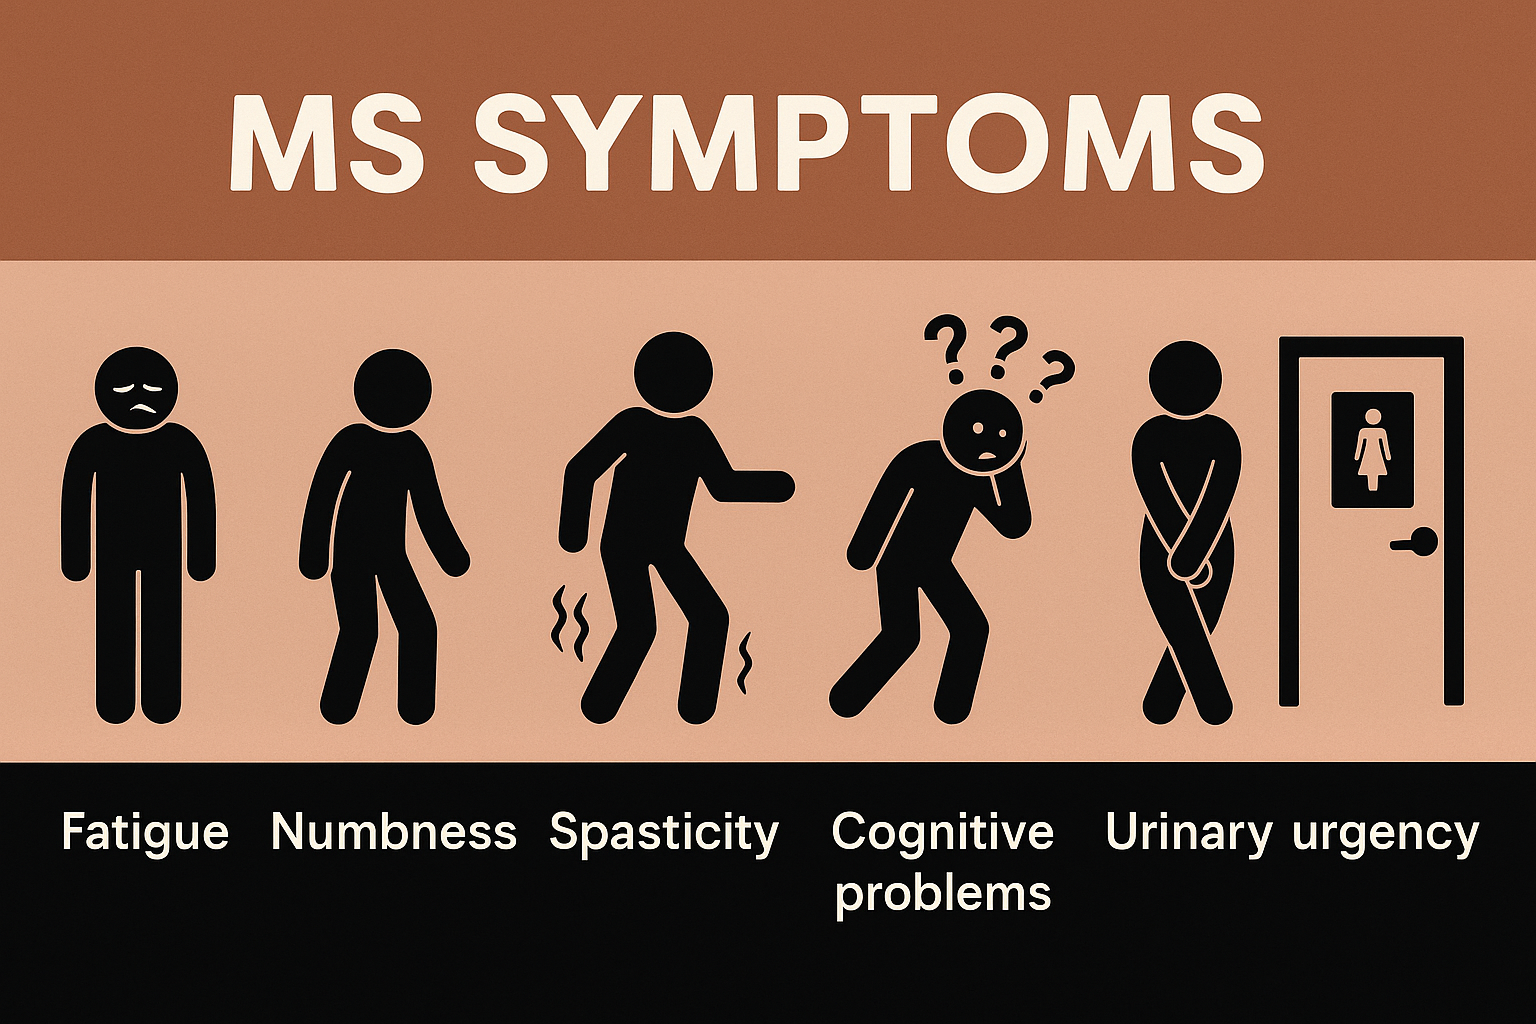 MS SYMPTOMS
? ? ?
Fatigue Numbness Spasticity Cognitive problems Urinary urgency